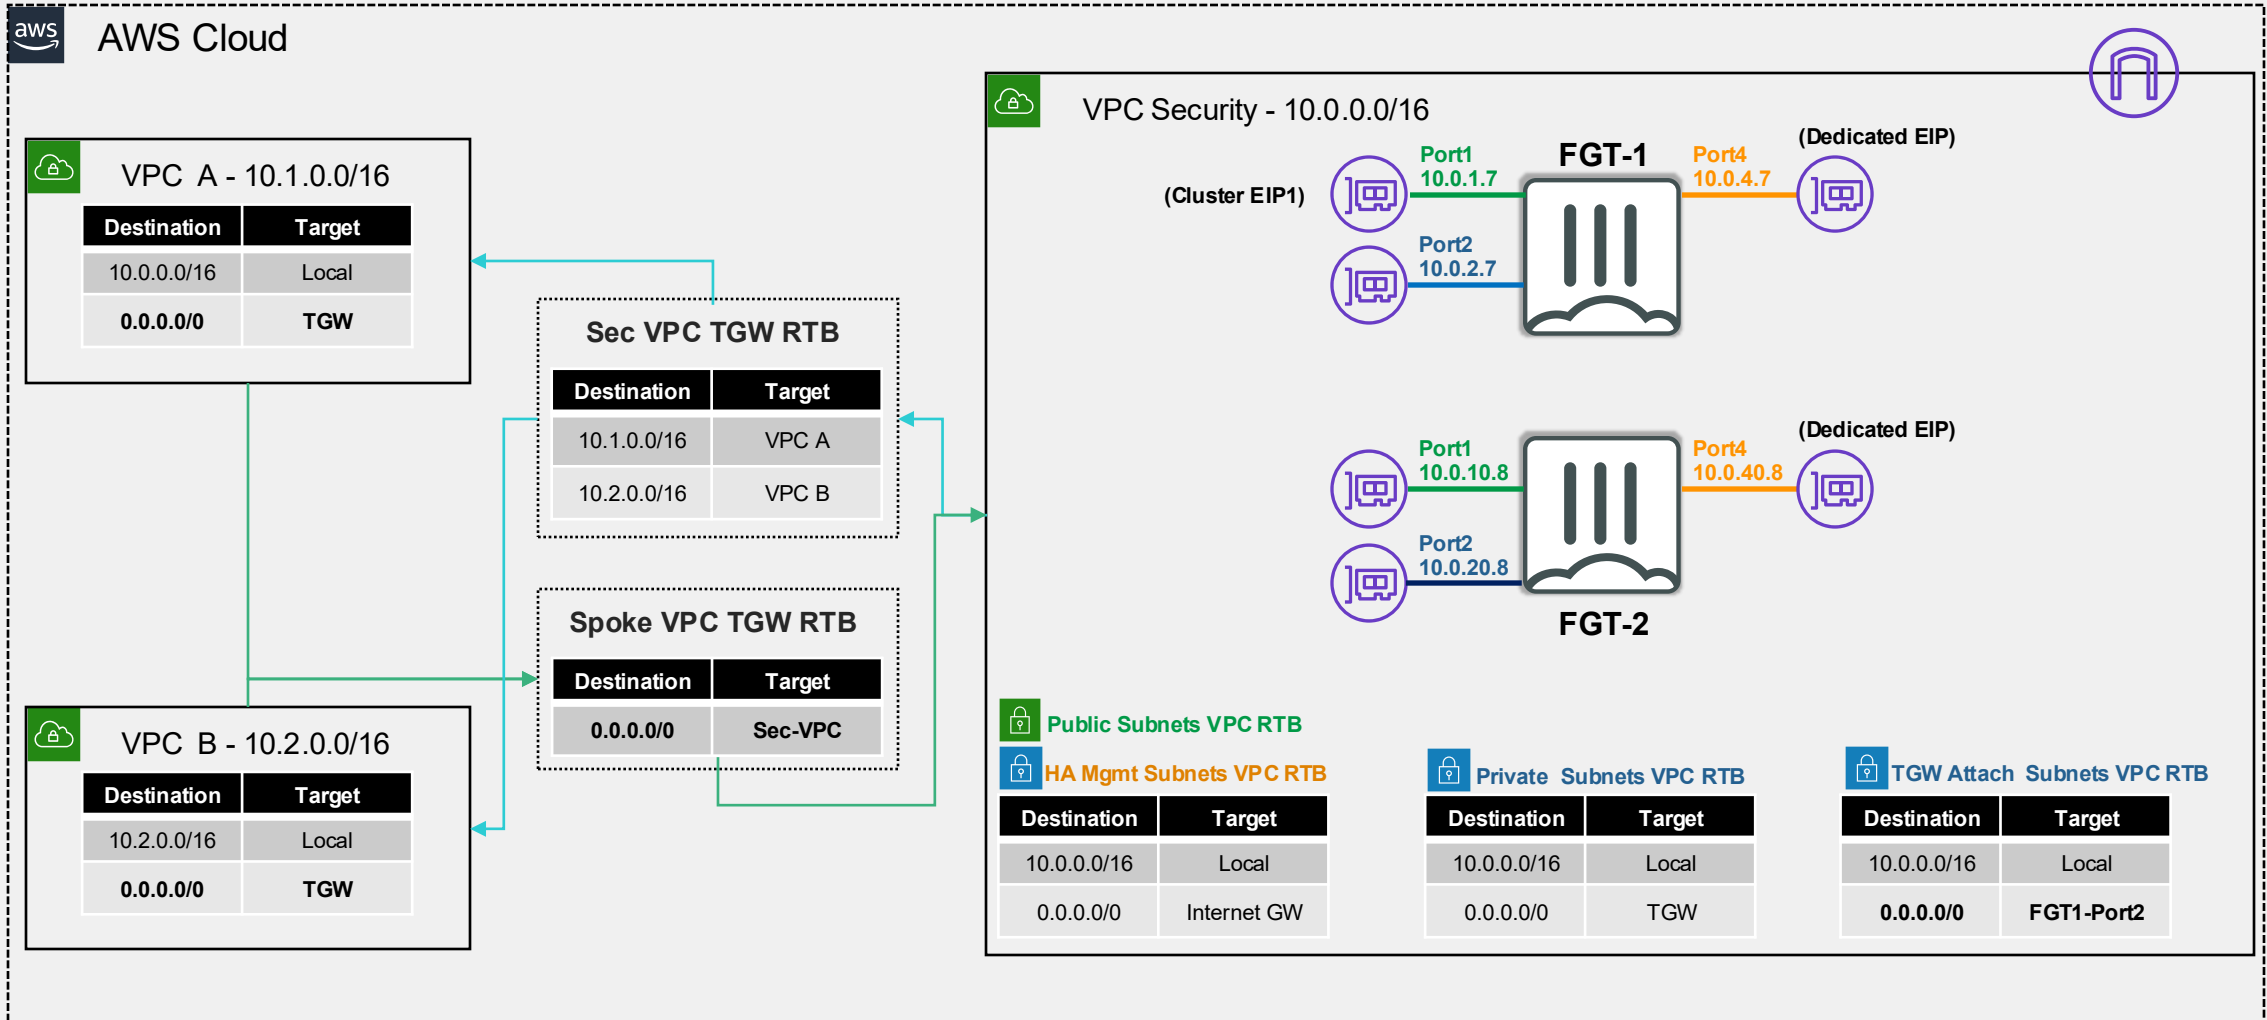 aws
AWS Cloud
VPC A - 10.1.0.0/16
Destination Target
10.0.0.0/16 Local
0.0.0.0/0 TGW
Sec VPC TGW RTB
Destination Target
10.1.0.0/16 VPC A
10.2.0.0/16 VPC B
Spoke VPC TGW RTB
Destination Target
0.0.0.0/0 Sec-VPC
VPC B - 10.2.0.0/16
Destination Target
10.2.0.0/16 Local
0.0.0.0/0 TGW
VPC Security - 10.0.0.0/16
(Cluster EIP1)
Port1
10.0.1.7
FGT-1
Port4
10.0.4.7
(Dedicated EIP)
Port2
10.0.2.7
Port1
10.0.10.8
Port4
10.0.40.8
(Dedicated EIP)
Port2
10.0.20.8
FGT-2
Public Subnets VPC RTB
HA Mgmt Subnets VPC RTB
Destination Target
10.0.0.0/16 Local
0.0.0.0/0 Internet GW
Private Subnets VPC RTB
Destination Target
10.0.0.0/16 Local
0.0.0.0/0 TGW
TGW Attach Subnets VPC RTB
Destination Target
10.0.0.0/16 Local
0.0.0.0/0 FGT1-Port2